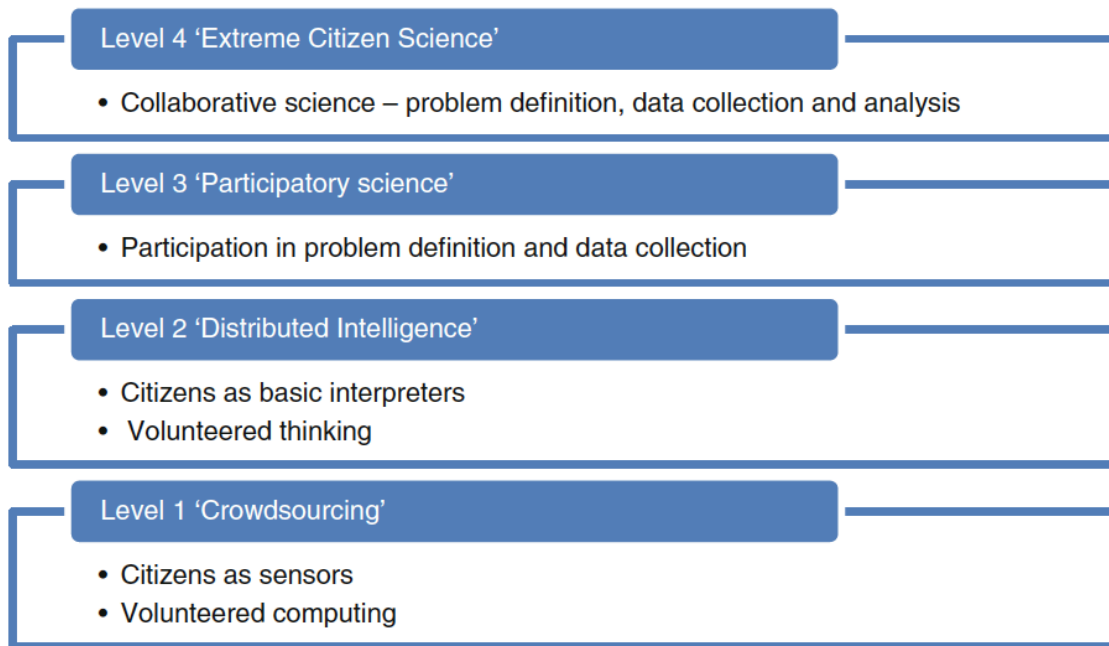 Level 4 ‘Extreme Citizen Science’
• Collaborative science – problem definition, data collection and analysis
Level 3 ‘Participatory science’
• Participation in problem definition and data collection
Level 2 ‘Distributed Intelligence’
• Citizens as basic interpreters
• Volunteered thinking
Level 1 ‘Crowdsourcing’
• Citizens as sensors
• Volunteered computing